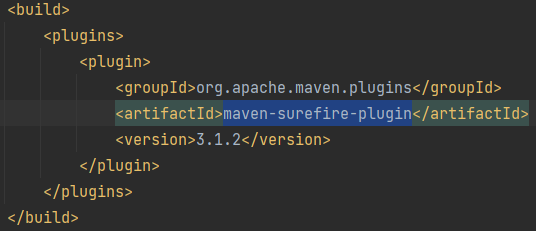 <build>
<plugins>
<plugin>
<groupId>org.apache.maven.plugins</groupId>
<artifactId>maven-surefire-plugin</artifactId>
<version>3.1.2</version>
</plugin>
</plugins>
</build>